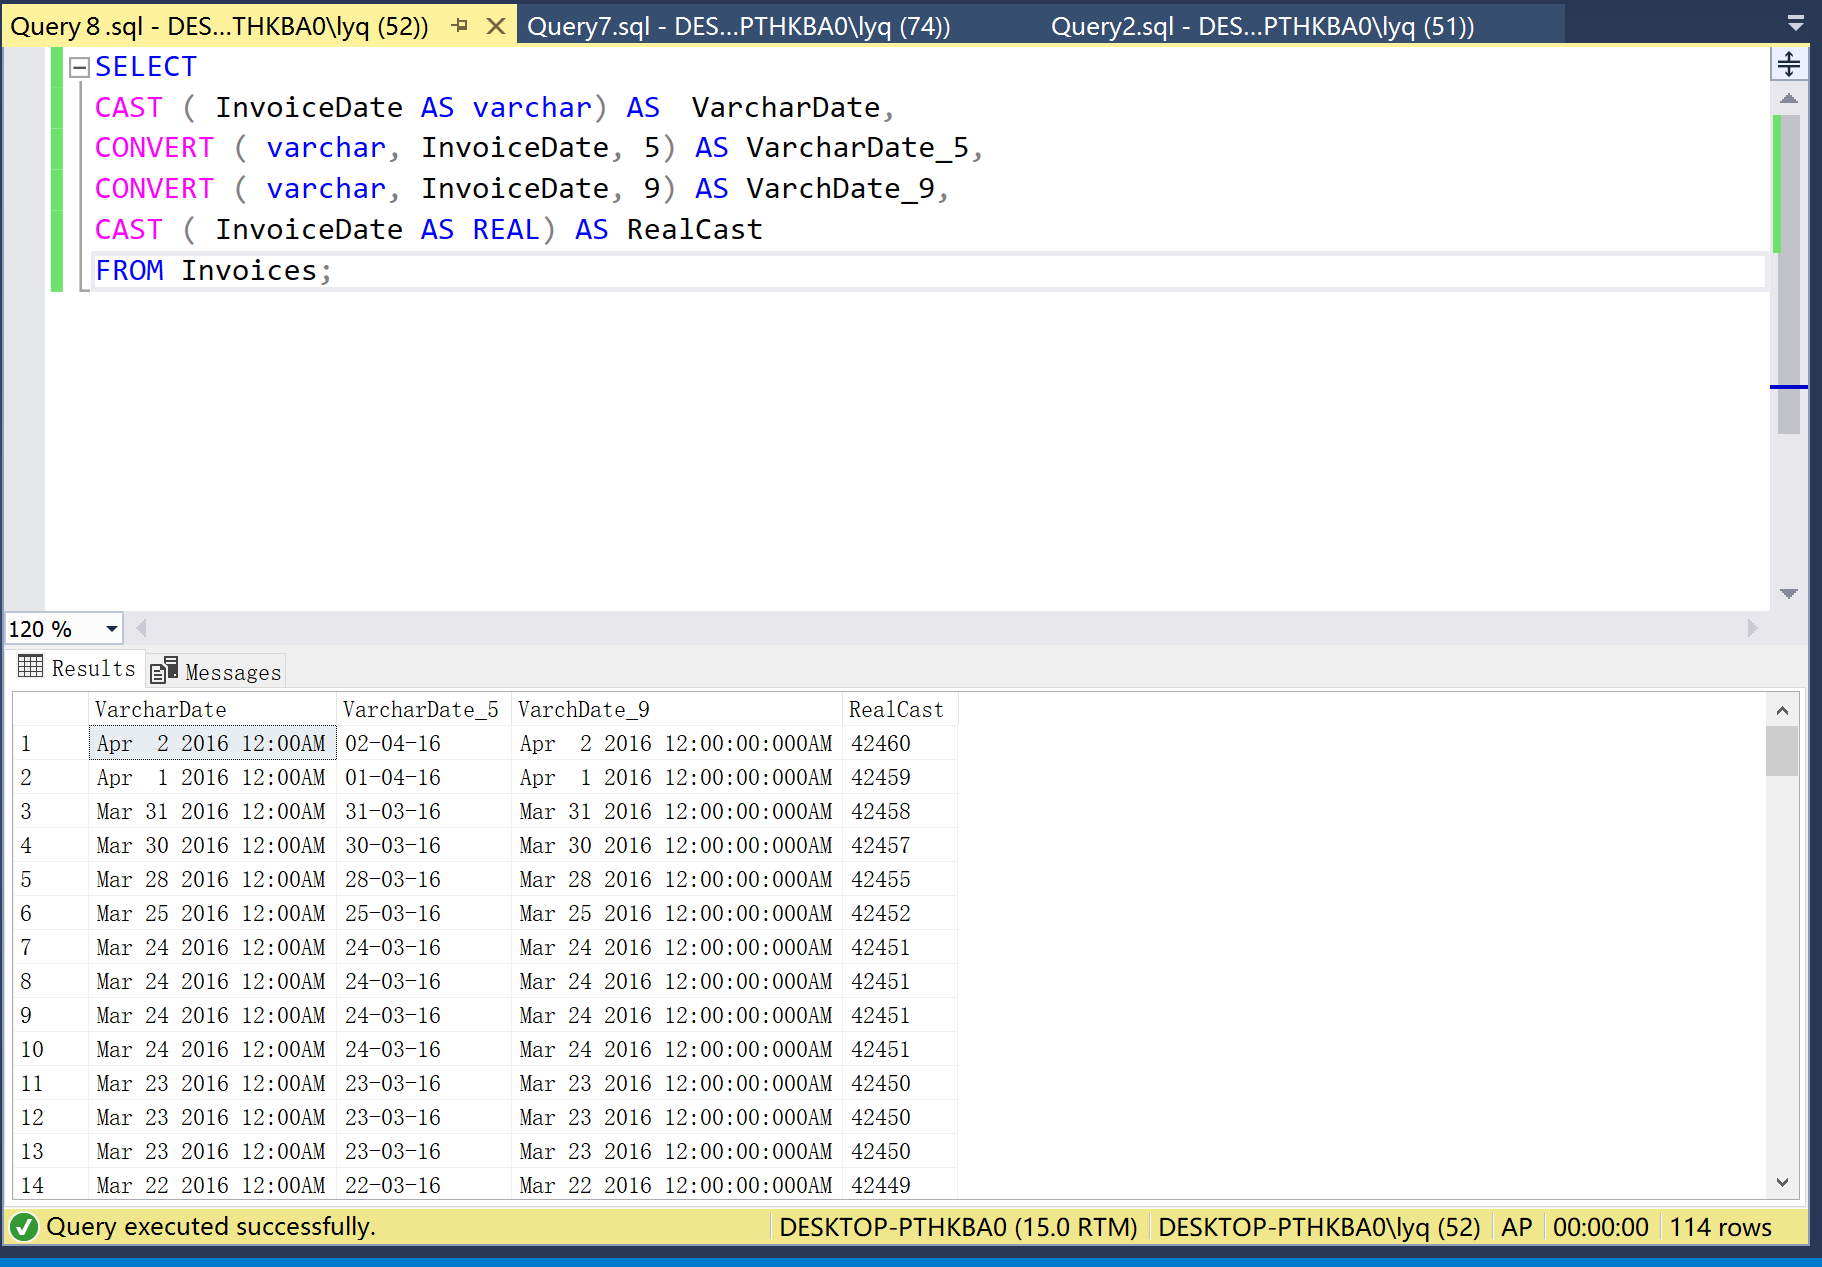 Query 8.sql - DES...THKBA0\lyq (52)) Query7.sql - DES...PTHKBA0\lyq (74)) Query2.sql - DES...PTHKBA0\lyq (51))
SELECT
CAST ( InvoiceDate AS varchar) AS  VarcharDate,
CONVERT ( varchar, InvoiceDate, 5) AS VarcharDate_5,
CONVERT ( varchar, InvoiceDate, 9) AS VarchDate_9,
CAST ( InvoiceDate AS REAL) AS RealCast
FROM Invoices;
120 %
Results Messages
VarcharDate VarcharDate_5 VarchDate_9 RealCast
1 Apr  2 2016 12:00AM 02-04-16 Apr  2 2016 12:00:00:000AM 42460
2 Apr  1 2016 12:00AM 01-04-16 Apr  1 2016 12:00:00:000AM 42459
3 Mar 31 2016 12:00AM 31-03-16 Mar 31 2016 12:00:00:000AM 42458
4 Mar 30 2016 12:00AM 30-03-16 Mar 30 2016 12:00:00:000AM 42457
5 Mar 28 2016 12:00AM 28-03-16 Mar 28 2016 12:00:00:000AM 42455
6 Mar 25 2016 12:00AM 25-03-16 Mar 25 2016 12:00:00:000AM 42452
7 Mar 24 2016 12:00AM 24-03-16 Mar 24 2016 12:00:00:000AM 42451
8 Mar 24 2016 12:00AM 24-03-16 Mar 24 2016 12:00:00:000AM 42451
9 Mar 24 2016 12:00AM 24-03-16 Mar 24 2016 12:00:00:000AM 42451
10 Mar 24 2016 12:00AM 24-03-16 Mar 24 2016 12:00:00:000AM 42451
11 Mar 23 2016 12:00AM 23-03-16 Mar 23 2016 12:00:00:000AM 42450
12 Mar 23 2016 12:00AM 23-03-16 Mar 23 2016 12:00:00:000AM 42450
13 Mar 23 2016 12:00AM 23-03-16 Mar 23 2016 12:00:00:000AM 42450
14 Mar 22 2016 12:00AM 22-03-16 Mar 22 2016 12:00:00:000AM 42449
Query executed successfully. DESKTOP-PTHKBA0 (15.0 RTM) DESKTOP-PTHKBA0\lyq (52) AP 00:00:00 114 rows